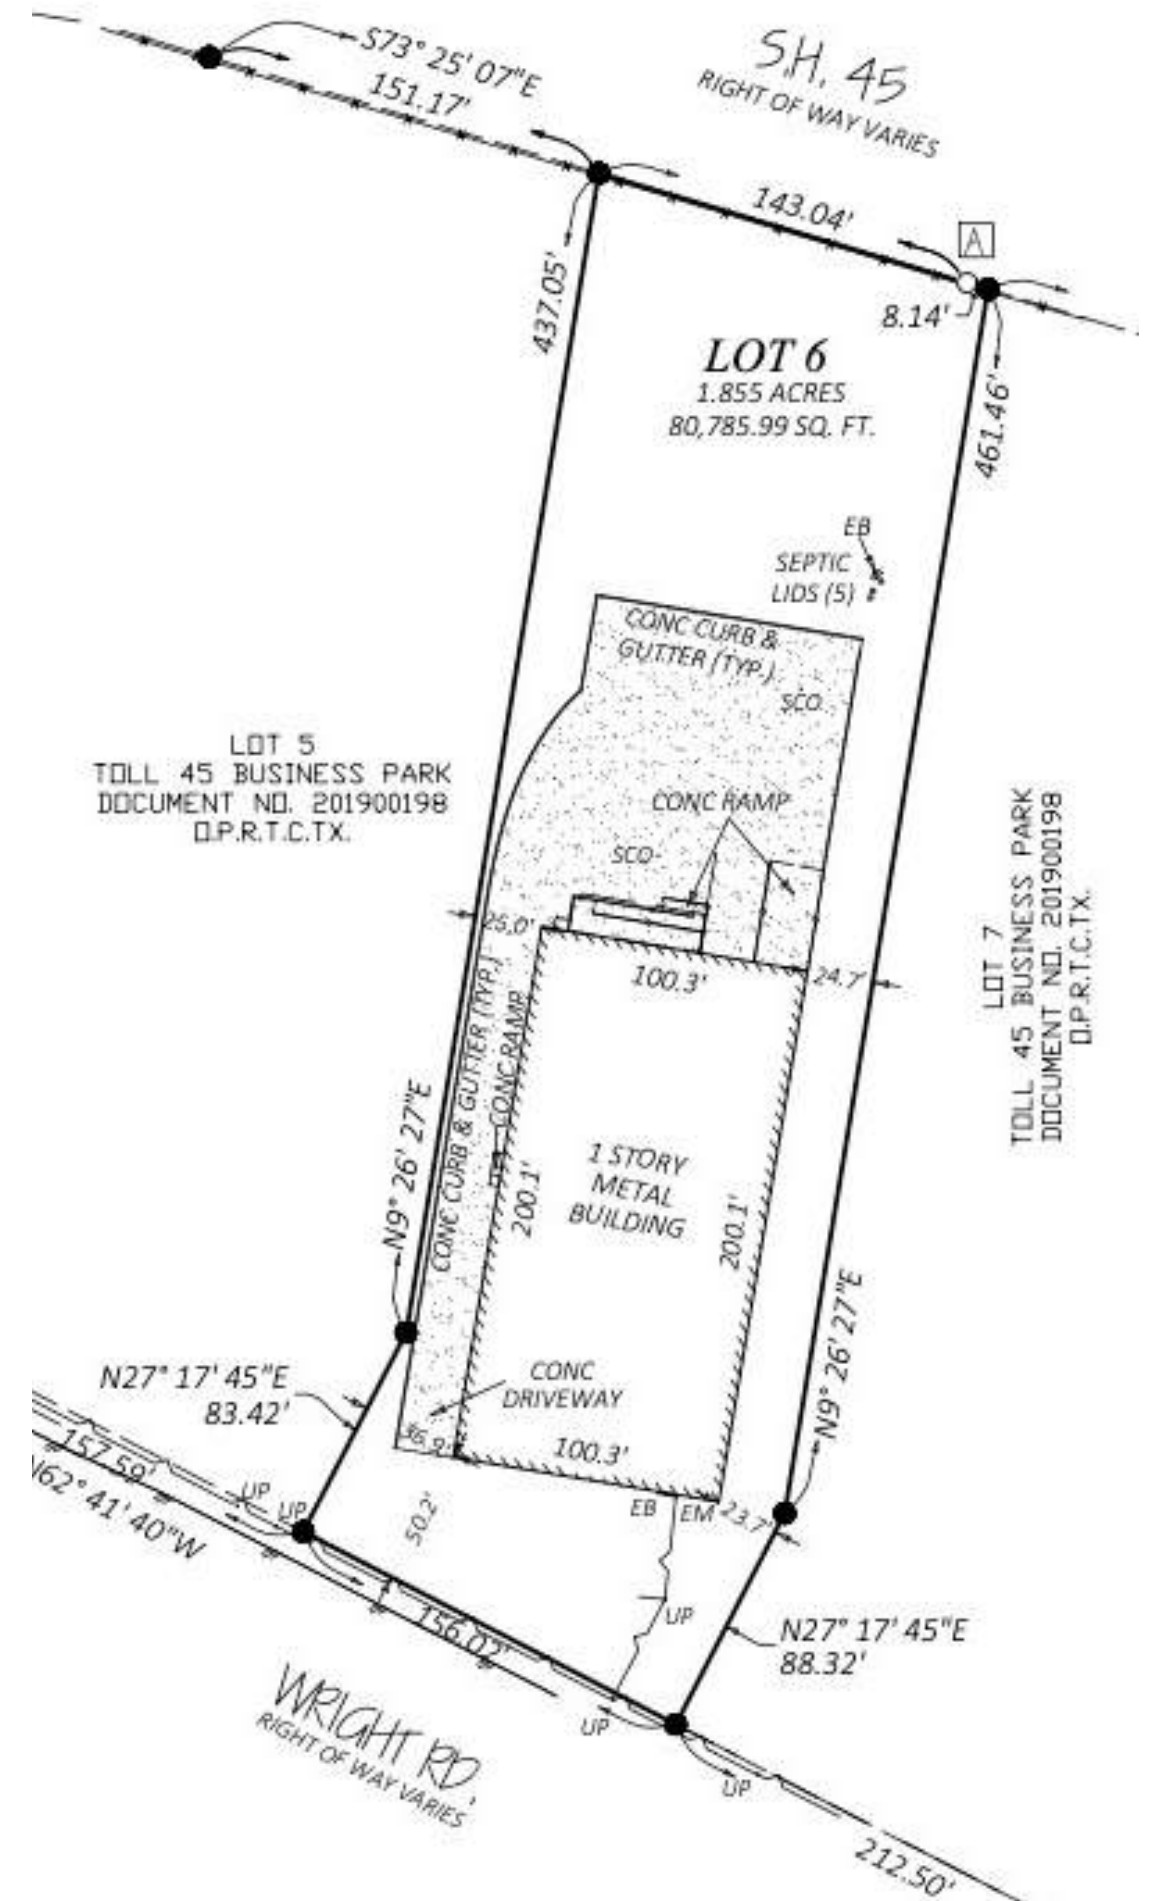 S.H. 45
RIGHT OF WAY VARIES
S73° 25' 07"E
151.17'
143.04'
A
8.14'
437.05'
461.46'
LOT 6
1.855 ACRES
80,785.99 SQ. FT.
EB
SEPTIC
LIDS (5)
CONC CURB &
GUTTER (TYP.)
SCO
LOT 5
TOLL 45 BUSINESS PARK
DOCUMENT NO. 201900198
O.P.R.T.C.TX.
CONC RAMP
SCO
LOT 7
TOLL 45 BUSINESS PARK
DOCUMENT NO. 201900198
O.P.R.T.C.TX.
25.0'
100.3'
24.7'
CONC CURB & GUTTER (TYP.)
CONC RAMP
N9° 26' 27"E
200.1'
1 STORY
METAL
BUILDING
200.1'
N9° 26' 27"E
N27° 17' 45"E
83.42'
CONC
DRIVEWAY
36.9'
100.3'
157.59'
N62° 41' 40"W
UP
UP
50.2'
EB
EM
23.7'
UP
156.02'
N27° 17' 45"E
88.32'
WRIGHT RD.
RIGHT OF WAY VARIES
UP
UP
212.50'